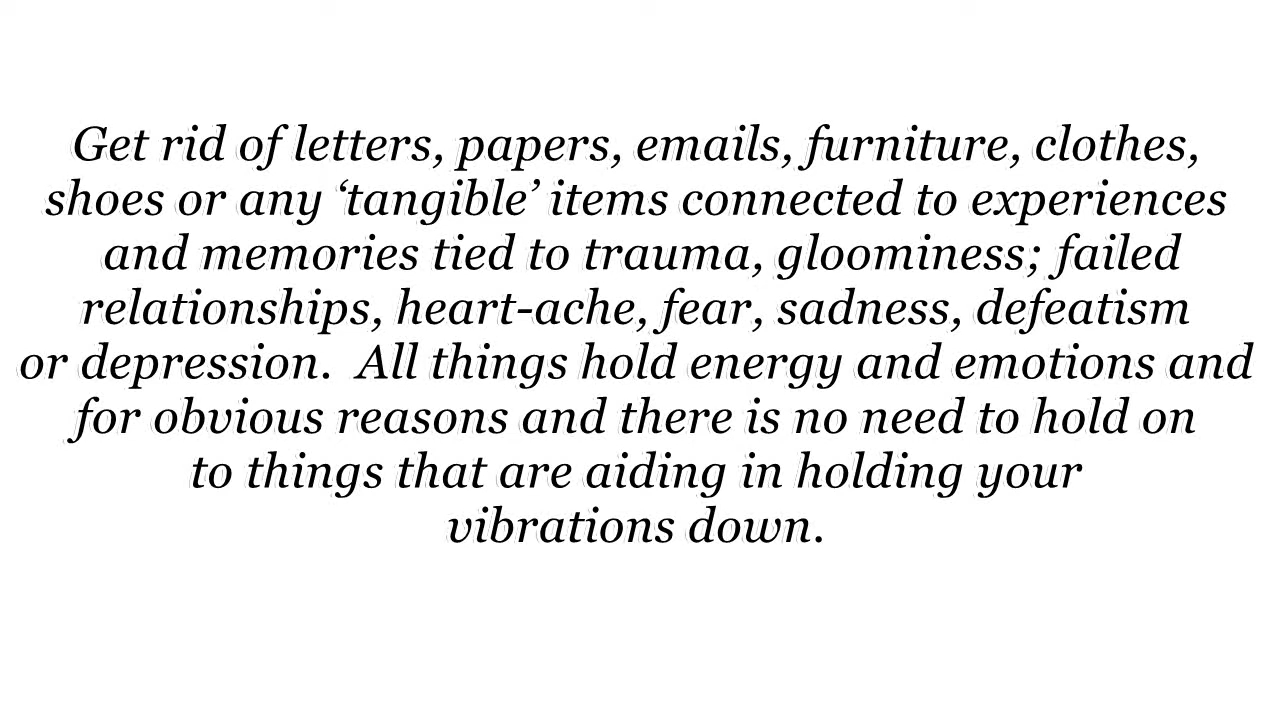 Get rid of letters, papers, emails, furniture, clothes,
shoes or any ‘tangible’ items connected to experiences
and memories tied to trauma, gloominess; failed
relationships, heart-ache, fear, sadness, defeatism
or depression.  All things hold energy and emotions and
for obvious reasons and there is no need to hold on
to things that are aiding in holding your
vibrations down.